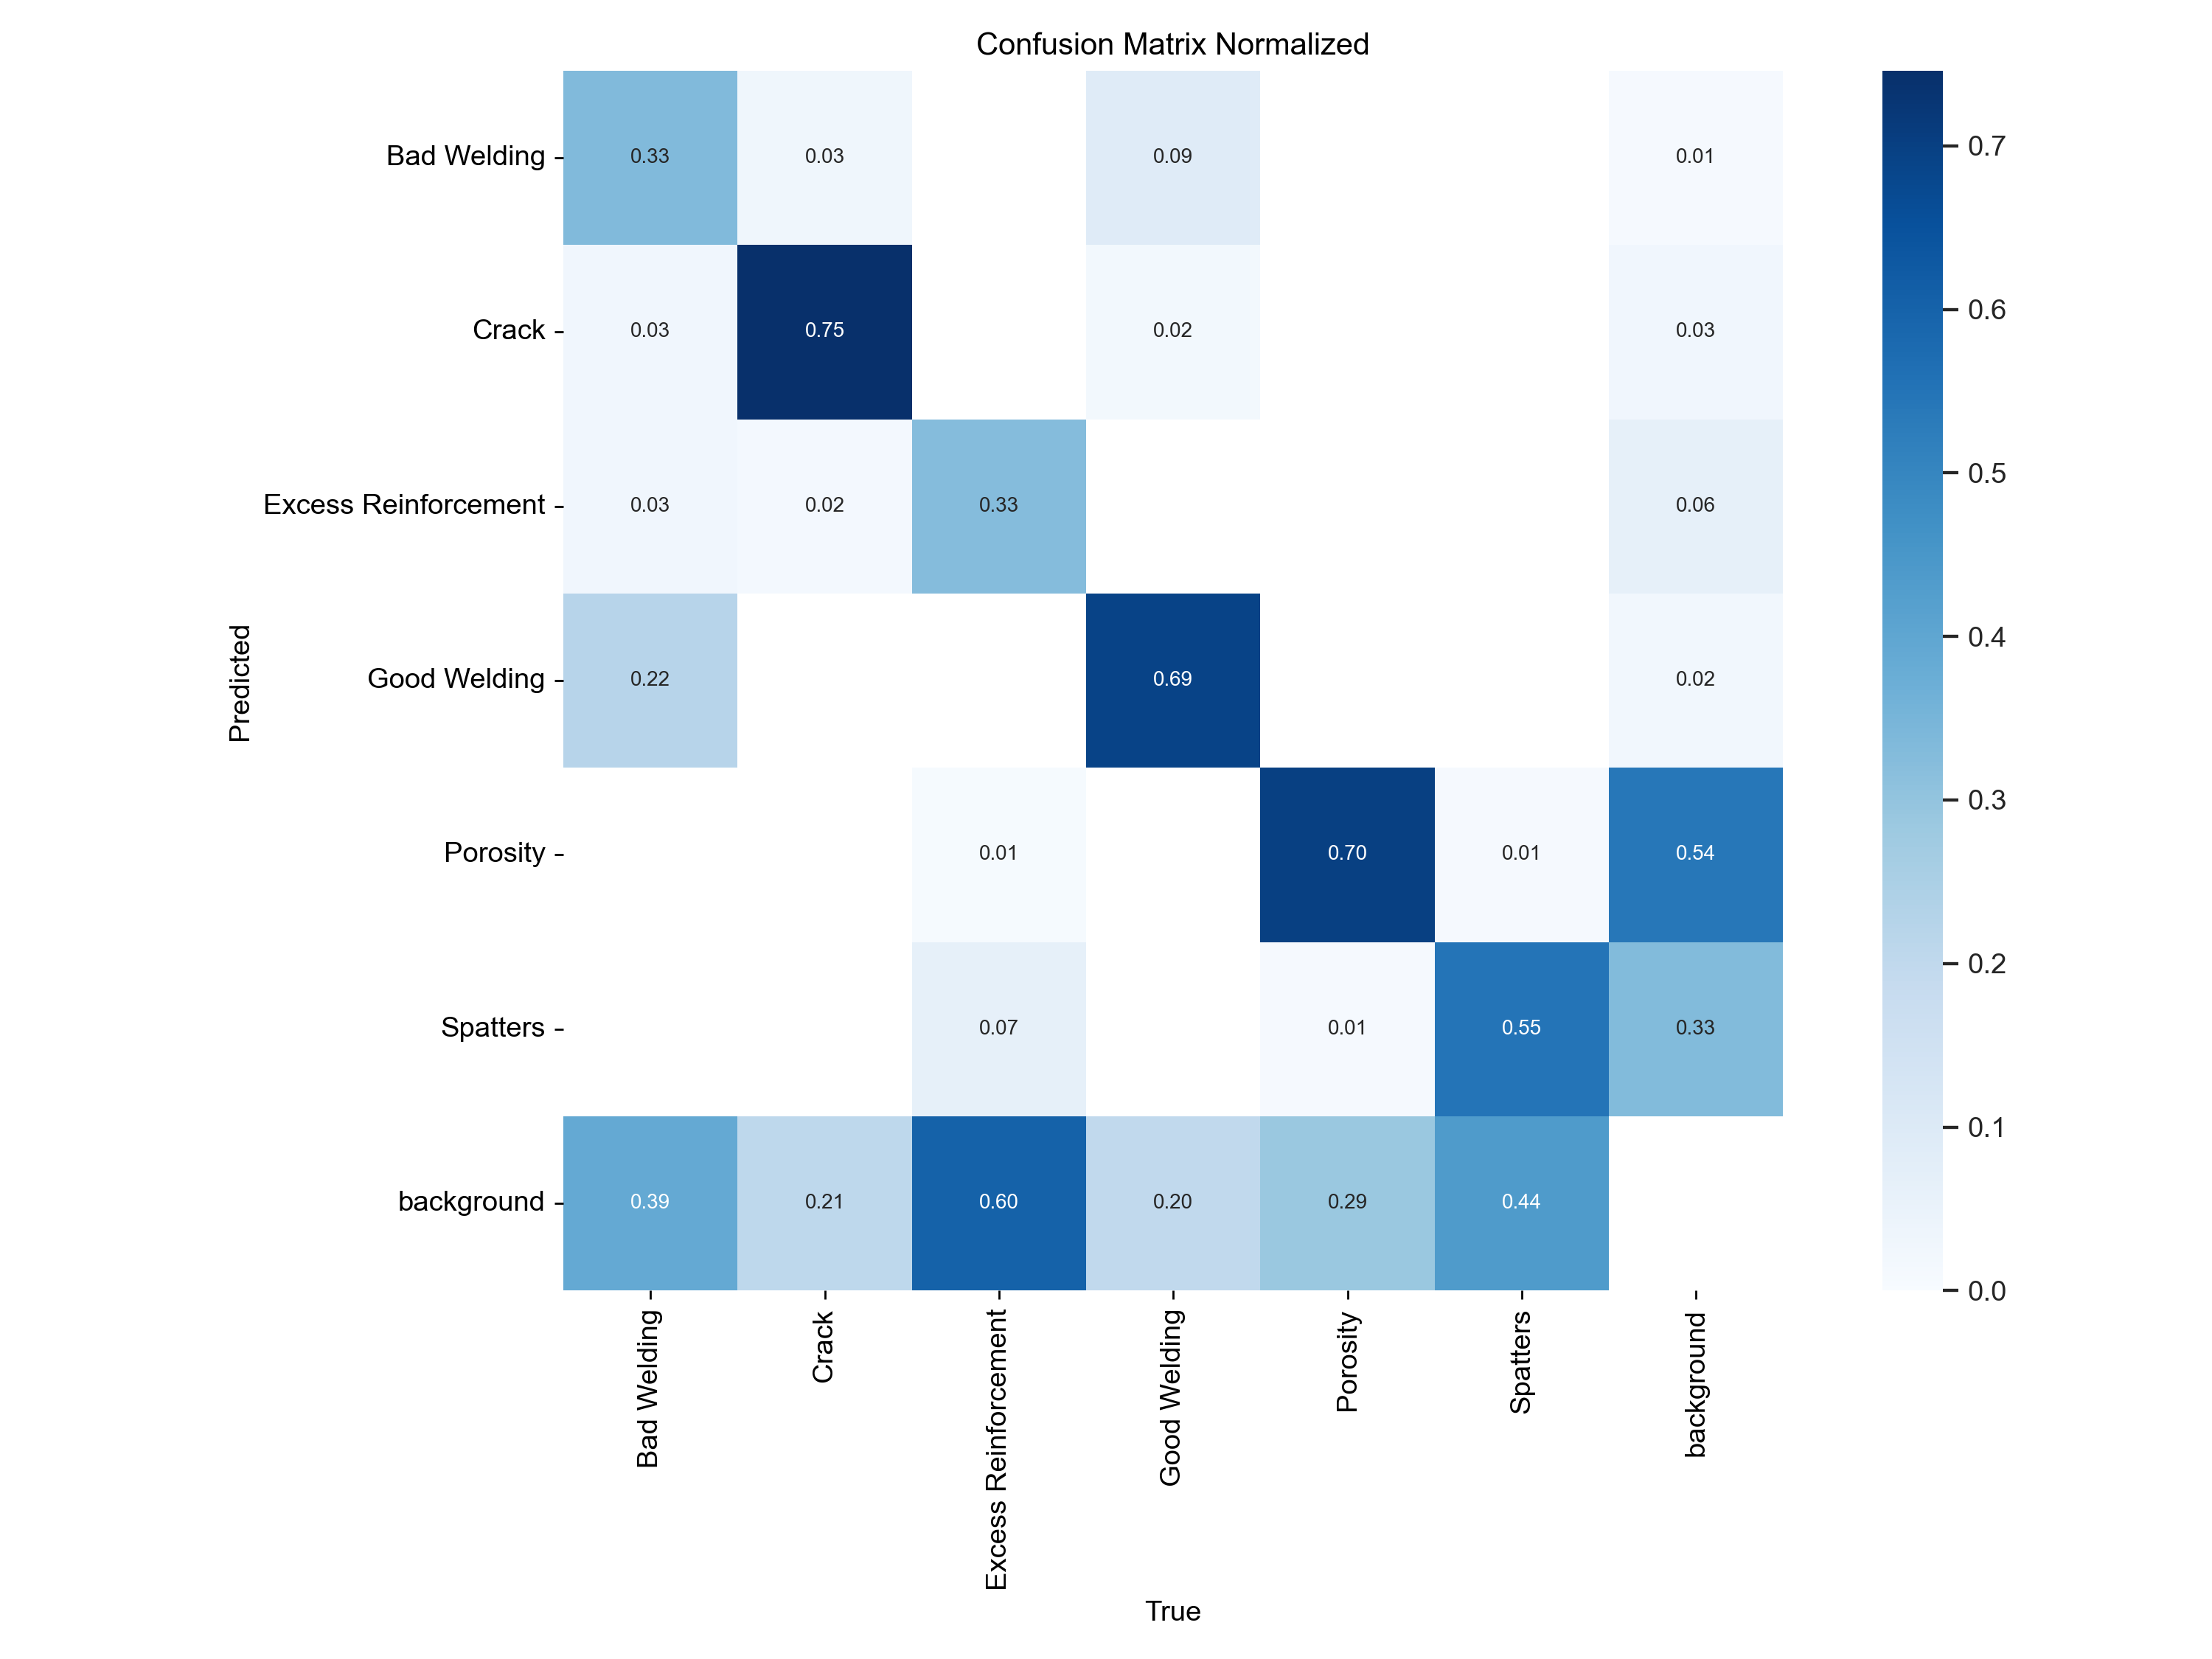 Confusion Matrix Normalized
Bad Welding 0.33 0.03 0.09 0.01
Crack 0.03 0.75 0.02 0.03
Excess Reinforcement 0.03 0.02 0.33 0.06
Good Welding 0.22 0.69 0.02
Porosity 0.01 0.70 0.01 0.54
Spatters 0.07 0.01 0.55 0.33
background 0.39 0.21 0.60 0.20 0.29 0.44
Predicted
Bad Welding
Crack
Excess Reinforcement
Good Welding
Porosity
Spatters
background
True
0.7
0.6
0.5
0.4
0.3
0.2
0.1
0.0